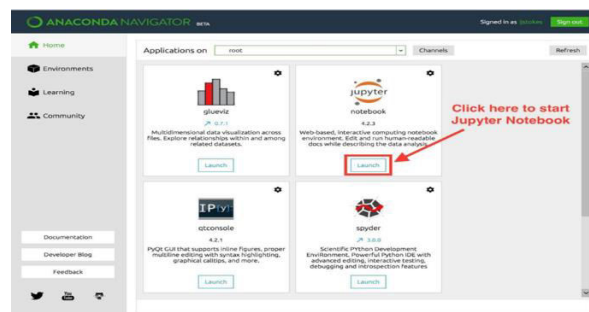 ANACONDA NAVIGATOR BETA
Signed in as
Sign out
Home
Environments
Learning
Community
Documentation
Developer Blog
Feedback
You
Tube
Applications on root
Channels
Refresh
glueviz
0.7.1
Multidimensional data visualization across
files. Explore relationships within and among
related datasets.
Launch
jupyter
notebook
4.2.3
Web-based, interactive computing notebook
environment. Edit and run human-readable
docs while describing the data analysis.
Launch
Click here to start
Jupyter Notebook
IP[y]:
qtconsole
4.2.1
PyQt GUI that supports inline figures, proper
multiline editing with syntax highlighting,
graphical calltips, and more.
Launch
spyder
3.0.0
Scientific PYthon Development
EnviRonment. Powerful Python IDE with
advanced editing, interactive testing,
debugging and introspection features
Launch